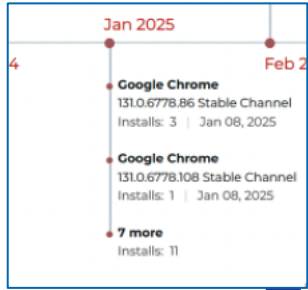 Jan 2025
4
Feb 2
Google Chrome
131.0.6778.86 Stable Channel
Installs: 3 | Jan 08, 2025
Google Chrome
131.0.6778.108 Stable Channel
Installs: 1 | Jan 08, 2025
7 more
Installs: 11